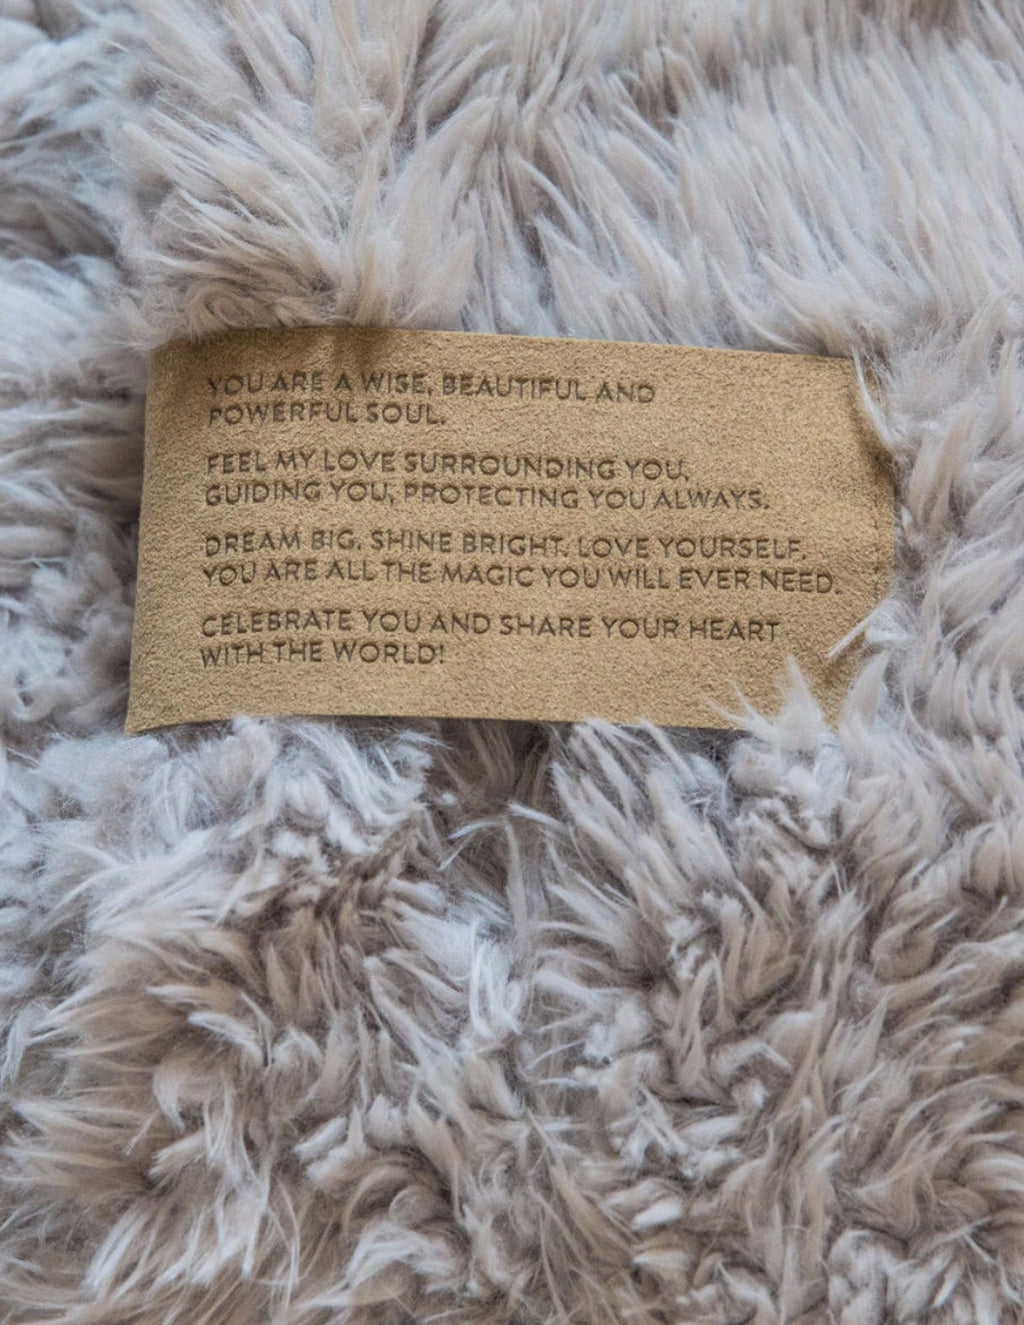 YOU ARE A WISE, BEAUTIFUL AND
POWERFUL SOUL.
FEEL MY LOVE SURROUNDING YOU,
GUIDING YOU, PROTECTING YOU ALWAYS.
DREAM BIG. SHINE BRIGHT. LOVE YOURSELF.
YOU ARE ALL THE MAGIC YOU WILL EVER NEED.
CELEBRATE YOU AND SHARE YOUR HEART
WITH THE WORLD!